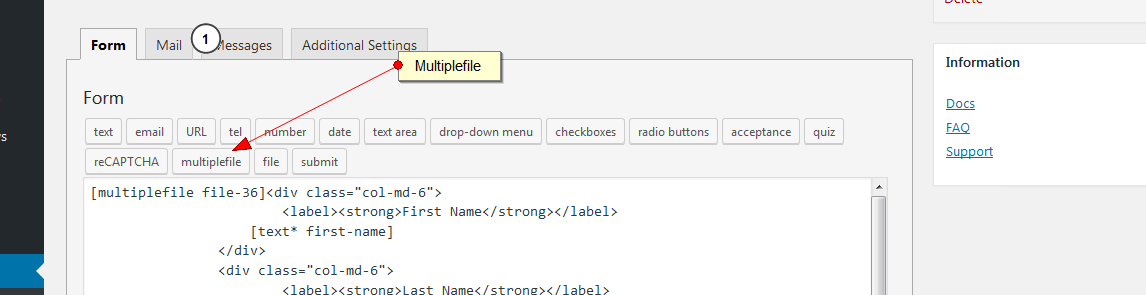 Delete
Form Mail 1 Messages Additional Settings
Information
Multiplefile
Form
Docs
text email URL tel number date text area drop-down menu checkboxes radio buttons acceptance quiz
FAQ
reCAPTCHA multiplefile file submit
Support
[multiplefile file-36]<div class="col-md-6">
<label><strong>First Name</strong></label>
[text* first-name]
</div>
<div class="col-md-6">
<label><strong>Last Name</strong></label>